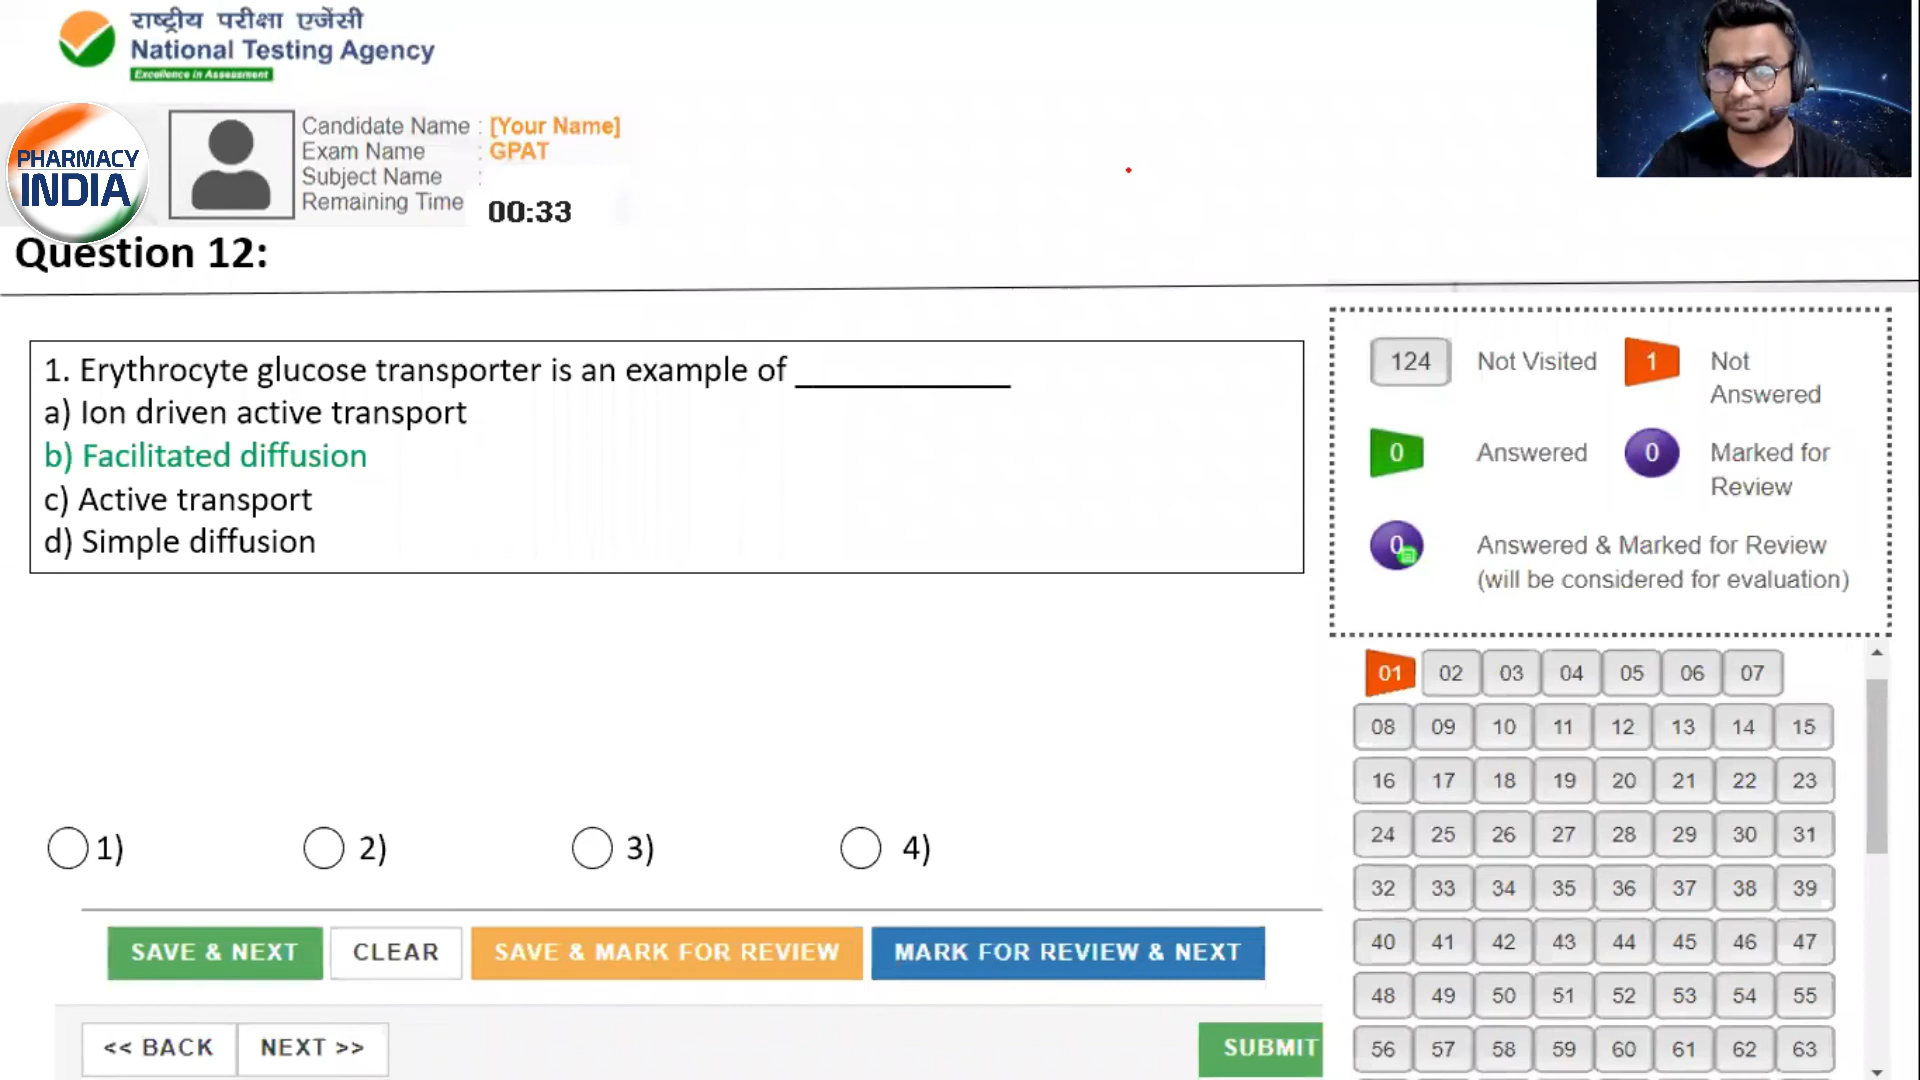 राष्ट्रीय परीक्षा एजेंसी
National Testing Agency
Excellence in Assessment
PHARMACY
INDIA
Candidate Name : [Your Name]
Exam Name : GPAT
Subject Name :
Remaining Time 00:33
Question 12:
1. Erythrocyte glucose transporter is an example of ____________
a) Ion driven active transport
b) Facilitated diffusion
c) Active transport
d) Simple diffusion
1) 2) 3) 4)
SAVE & NEXT CLEAR SAVE & MARK FOR REVIEW MARK FOR REVIEW & NEXT
<< BACK NEXT >> SUBMIT
124 Not Visited 1 Not
Answered
0 Answered 0 Marked for
Review
0 Answered & Marked for Review
(will be considered for evaluation)
01 02 03 04 05 06 07
08 09 10 11 12 13 14 15
16 17 18 19 20 21 22 23
24 25 26 27 28 29 30 31
32 33 34 35 36 37 38 39
40 41 42 43 44 45 46 47
48 49 50 51 52 53 54 55
56 57 58 59 60 61 62 63